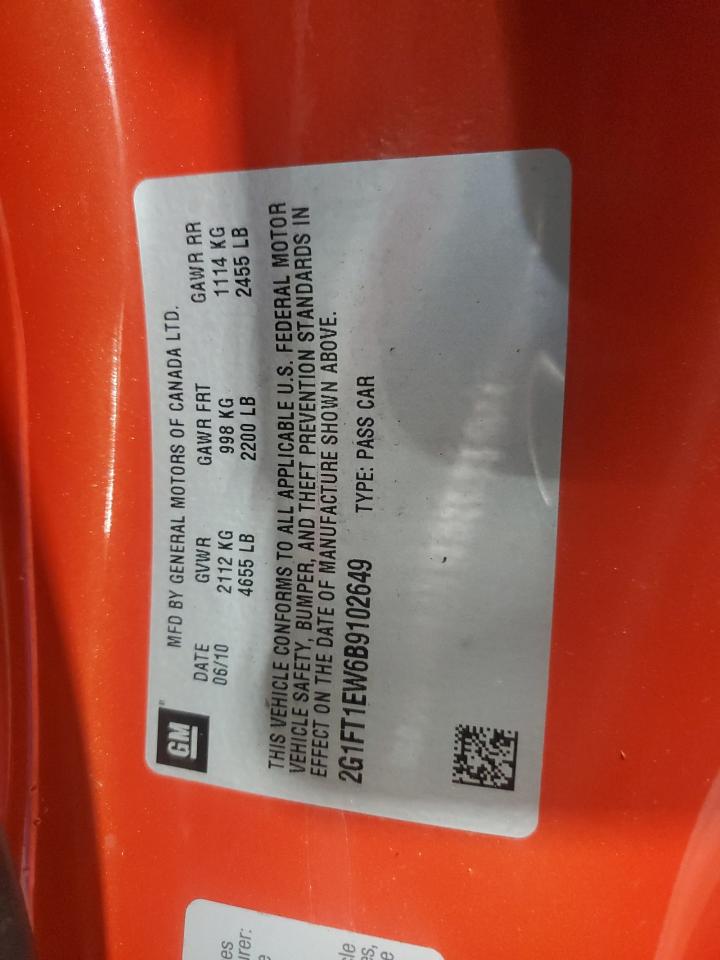 GM
MFD BY GENERAL MOTORS OF CANADA LTD.
DATE GVWR GAWR FRT GAWR RR
06/10 2112 KG 998 KG 1114 KG
4655 LB 2200 LB 2455 LB
THIS VEHICLE CONFORMS TO ALL APPLICABLE U.S. FEDERAL MOTOR
VEHICLE SAFETY, BUMPER, AND THEFT PREVENTION STANDARDS IN
EFFECT ON THE DATE OF MANUFACTURE SHOWN ABOVE.
2G1FT1EW6B9102649 TYPE: PASS CAR